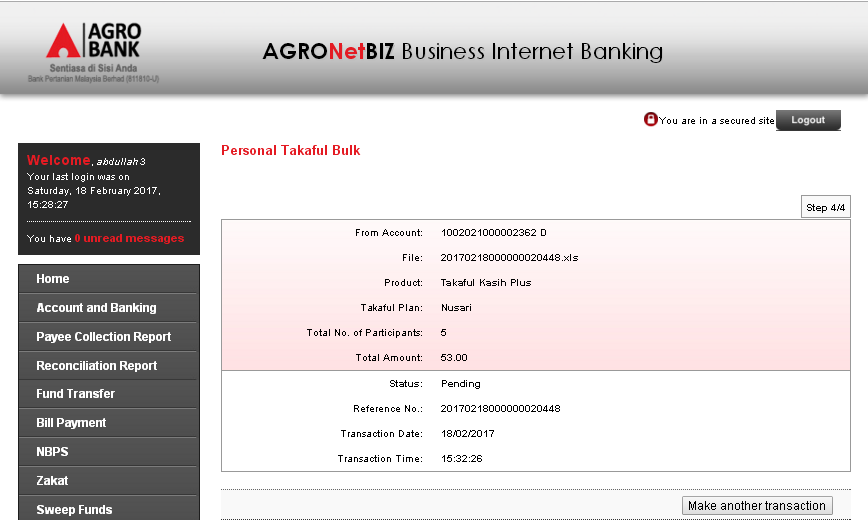 AGRO
BANK
Sentiasa di Sisi Anda
Bank Pertanian Malaysia Berhad (811810-U)
AGRONetBIZ Business Internet Banking
You are in a secured site
Logout
Welcome, abdullah3
Your last login was on
Saturday, 18 February 2017,
15:28:27
You have 0 unread messages
Home
Account and Banking
Payee Collection Report
Reconciliation Report
Fund Transfer
Bill Payment
NBPS
Zakat
Sweep Funds
Personal Takaful Bulk
Step 4/4
From Account: 1002021000002362 D
File: 20170218000000020448.xls
Product: Takaful Kasih Plus
Takaful Plan: Nusari
Total No. of Participants: 5
Total Amount: 53.00
Status: Pending
Reference No.: 20170218000000020448
Transaction Date: 18/02/2017
Transaction Time: 15:32:26
Make another transaction